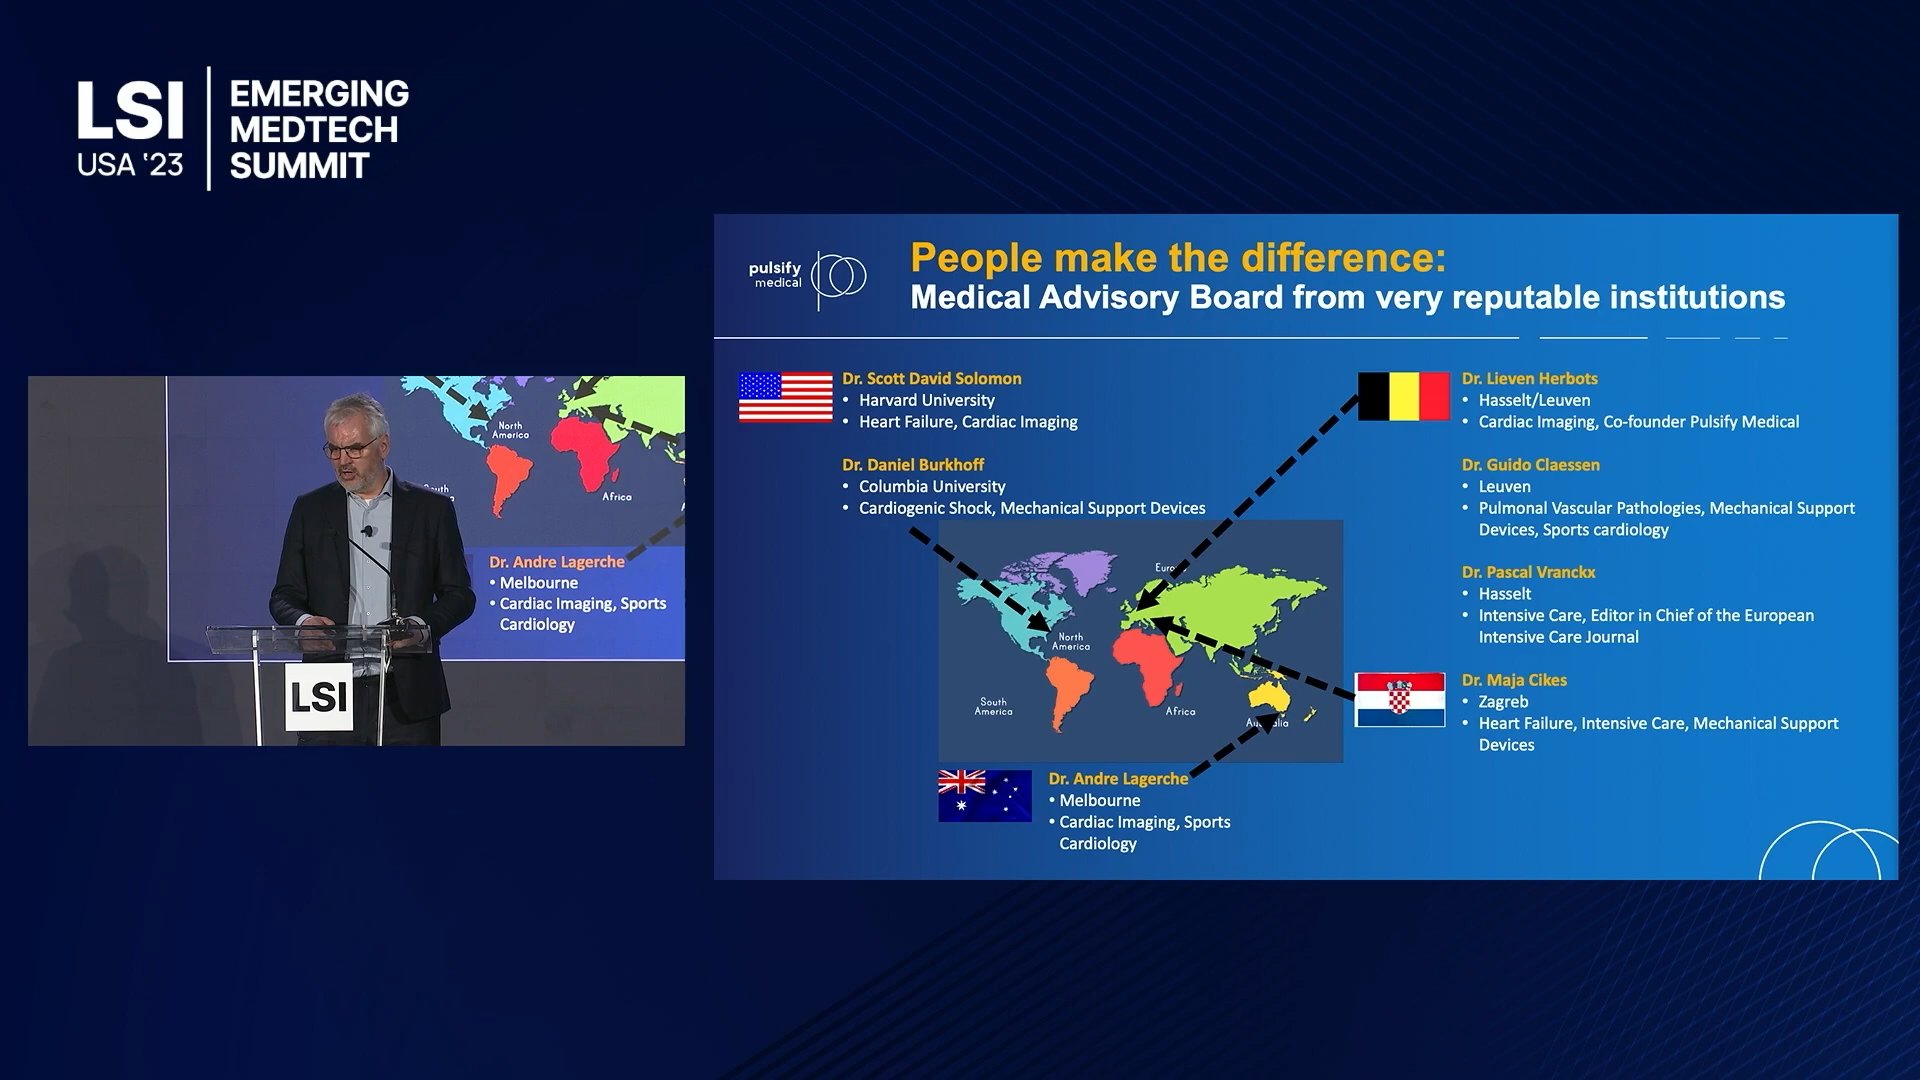 LSI
USA ‘23
EMERGING
MEDTECH
SUMMIT
North
America
Africa
Dr. Andre Lagerche
• Melbourne
• Cardiac Imaging, Sports
Cardiology
LSI
pulsify
medical
People make the difference:
Medical Advisory Board from very reputable institutions
Dr. Scott David Solomon
• Harvard University
• Heart Failure, Cardiac Imaging
Dr. Daniel Burkhoff
• Columbia University
• Cardiogenic Shock, Mechanical Support Devices
North
America
South
America
Africa
Dr. Andre Lagerche
• Melbourne
• Cardiac Imaging, Sports
Cardiology
Dr. Lieven Herbots
• Hasselt/Leuven
• Cardiac Imaging, Co-founder Pulsify Medical
Dr. Guido Claessen
• Leuven
• Pulmonal Vascular Pathologies, Mechanical Support
Devices, Sports cardiology
Dr. Pascal Vranckx
• Hasselt
• Intensive Care, Editor in Chief of the European
Intensive Care Journal
Dr. Maja Cikes
• Zagreb
• Heart Failure, Intensive Care, Mechanical Support
Devices